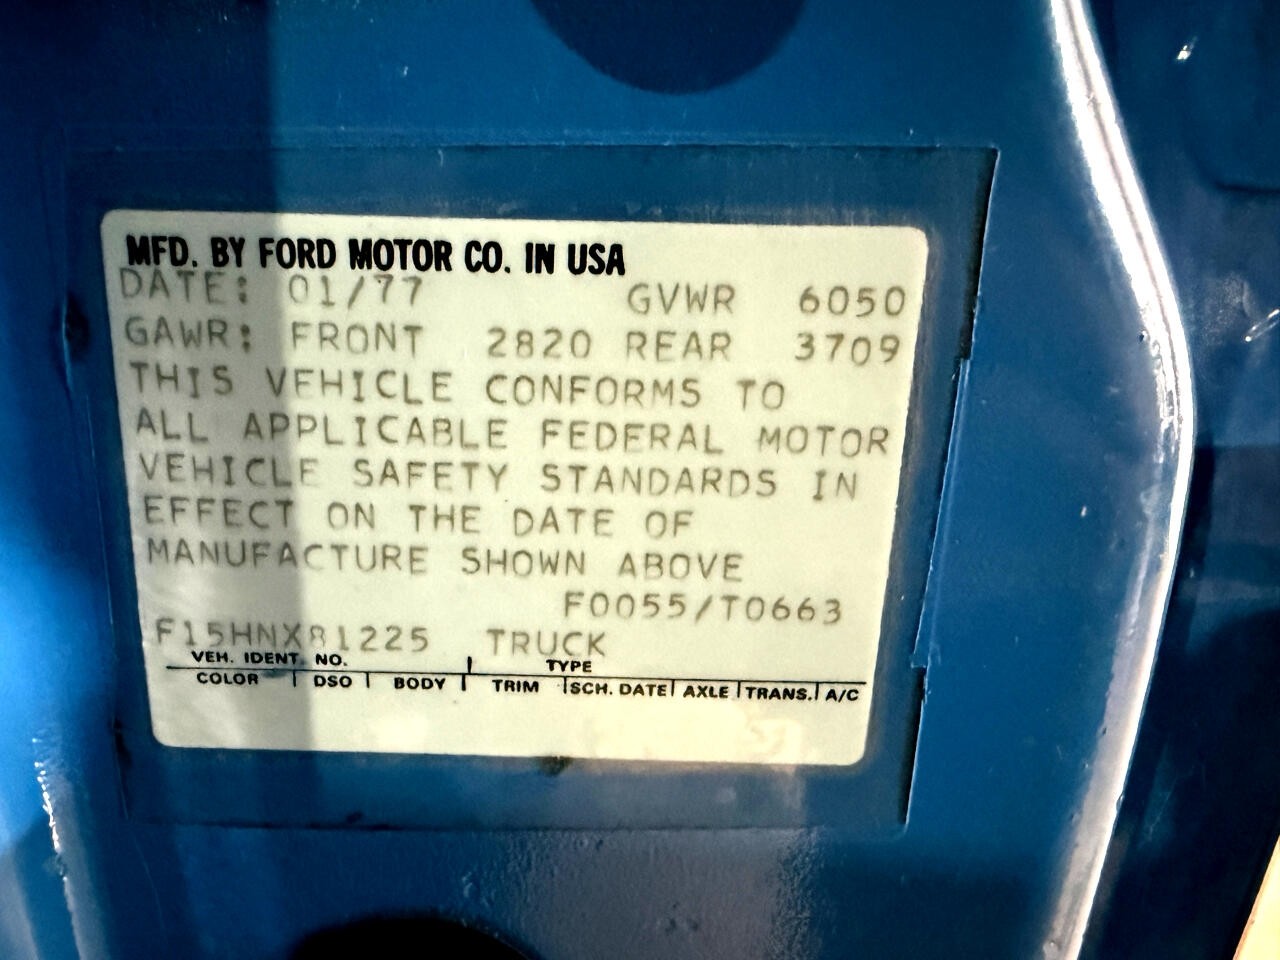 MFD. BY FORD MOTOR CO. IN USA
DATE: 01/77 GVWR 6050
GAWR: FRONT 2820 REAR 3709
THIS VEHICLE CONFORMS TO
ALL APPLICABLE FEDERAL MOTOR
VEHICLE SAFETY STANDARDS IN
EFFECT ON THE DATE OF
MANUFACTURE SHOWN ABOVE
F0055/T0663
F15HNX81225 TRUCK
VEH. IDENT. NO. TYPE
COLOR DSO BODY TRIM SCH. DATE AXLE TRANS. A/C